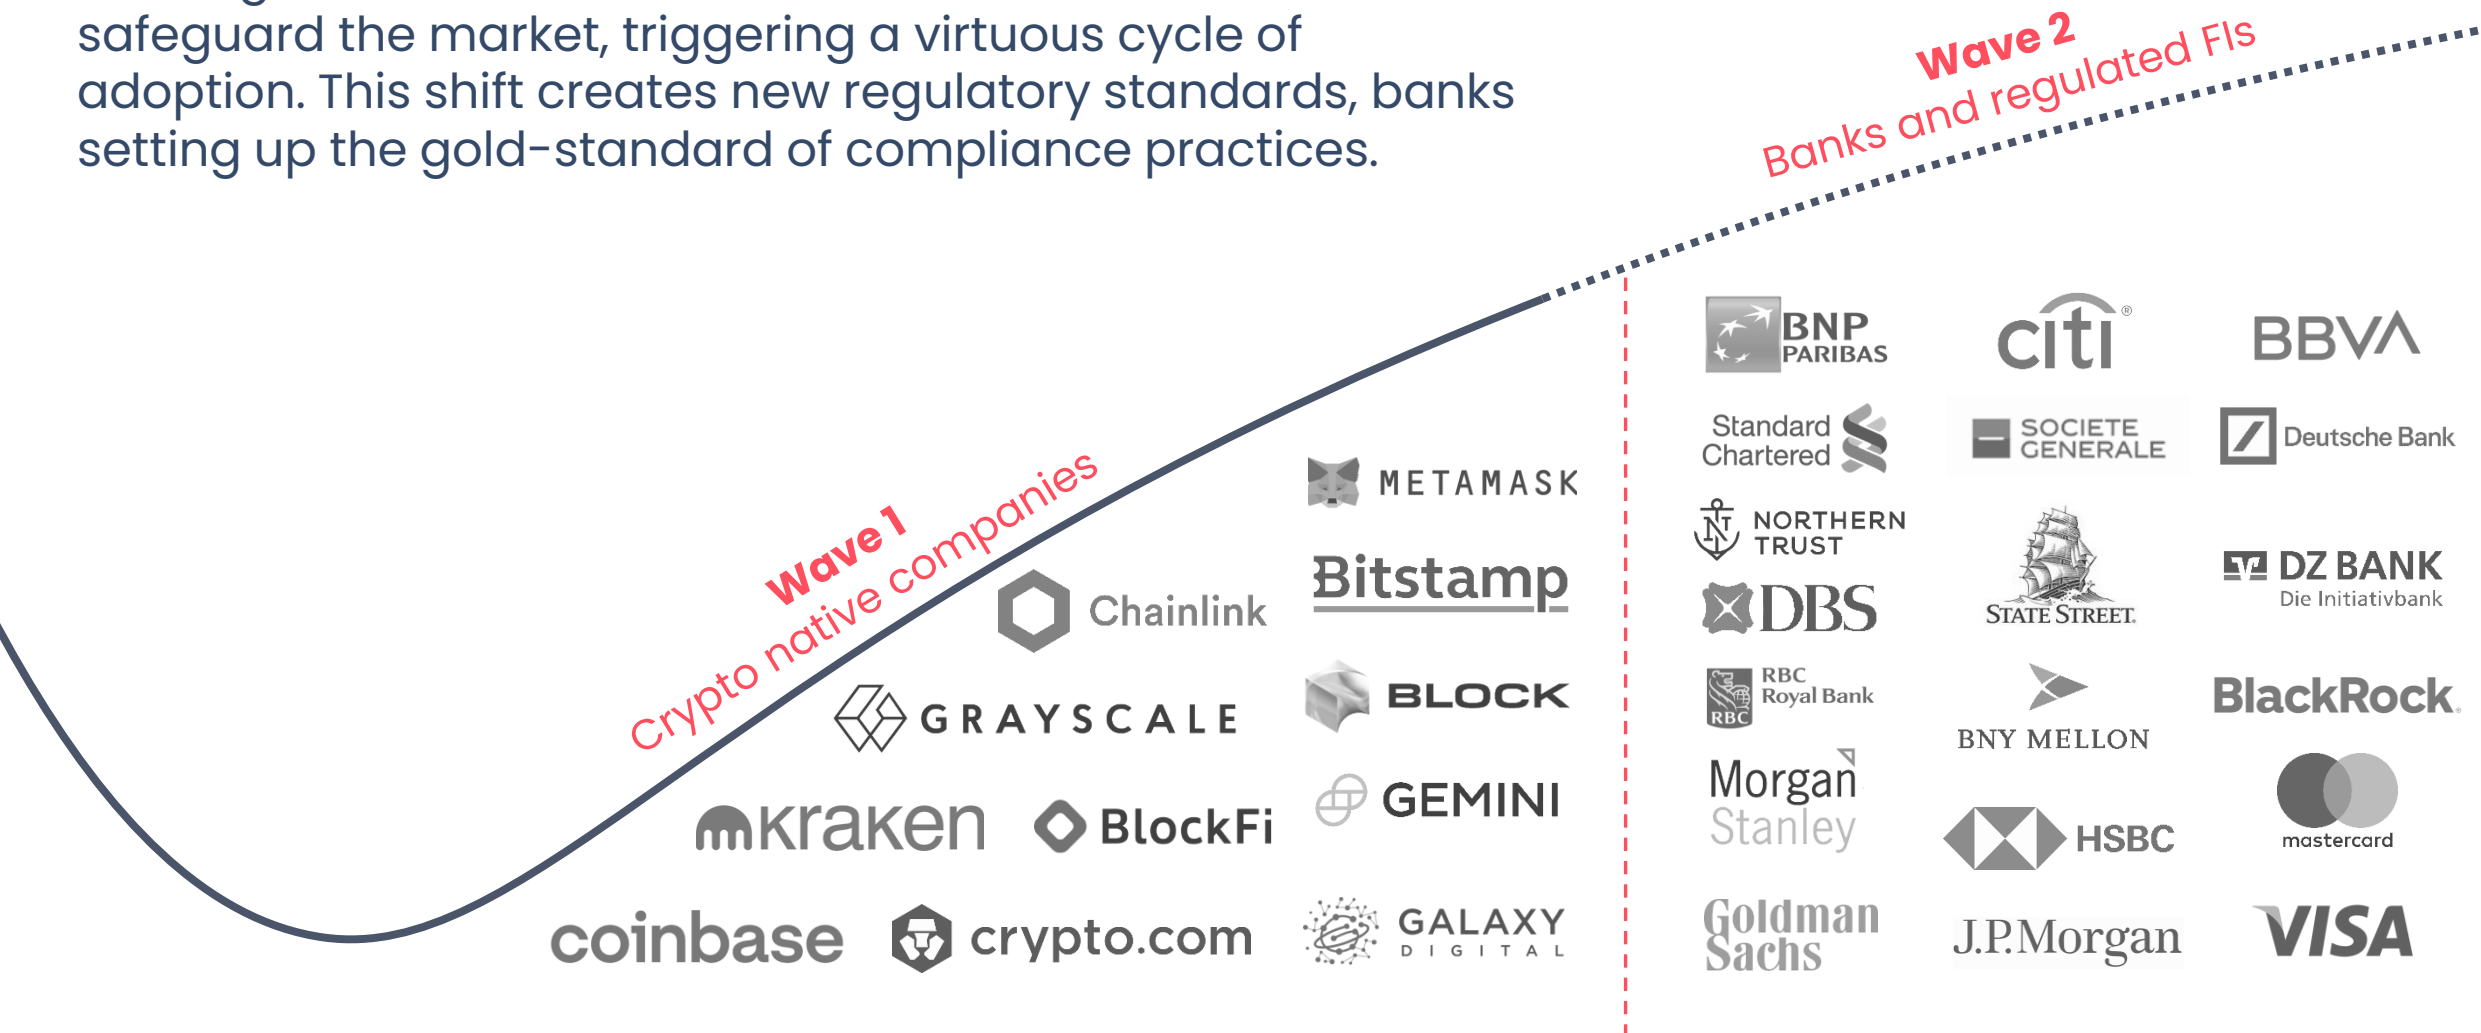 safeguard the market, triggering a virtuous cycle of
adoption. This shift creates new regulatory standards, banks
setting up the gold-standard of compliance practices.
Wave 2
Banks and regulated FIs
Wave 1
Crypto native companies
METAMASK
Bitstamp
Chainlink
BLOCK
GRAYSCALE
GEMINI
kraken
BlockFi
coinbase
crypto.com
GALAXY
DIGITAL
BNP
PARIBAS
citi®
BBVA
Standard
Chartered
SOCIETE
GENERALE
Deutsche Bank
NORTHERN
TRUST
STATE STREET.
DZ BANK
Die Initiativbank
DBS
RBC
RBC
Royal Bank
BNY MELLON
BlackRock
Morgan
Stanley
HSBC
mastercard
Goldman
Sachs
J.P.Morgan
VISA